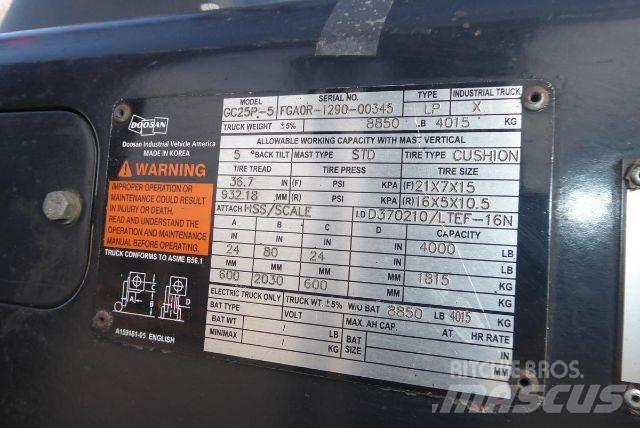 DOOSAN
Doosan Industrial Vehicle America
MADE IN KOREA
WARNING
IMPROPER OPERATION OR
MAINTENANCE COULD RESULT
IN INJURY OR DEATH.
READ AND UNDERSTAND THE
OPERATION AND MAINTENANCE
MANUAL BEFORE OPERATING.
TRUCK CONFORMS TO ASME B56.1
A159161-05 ENGLISH
MODEL SERIAL NO. TYPE INDUSTRIAL TRUCK
GC25P-5 FGA0R-1290-00345 LP X
TRUCK WEIGHT ±5% 8850 LB 4015 KG
ALLOWABLE WORKING CAPACITY WITH MAST VERTICAL
5 ° BACK TILT MAST TYPE STD TIRE TYPE CUSHION
TIRE TREAD TIRE PRESS TIRE SIZE
36.7 IN (F) PSI KPA (F) 21X7X15
932.18 MM (R) PSI KPA (R) 16X5X10.5
ATTACH HSS/SCALE I.D D370210/LTEF-16N
A B C D CAPACITY
IN IN IN IN 4000
24 80 24 LB
MM MM MM MM 1815
600 2030 600 KG
ELECTRIC TRUCK ONLY TRUCK WT. ±5% W/O BAT 8850 LB 4015 KG
BAT TYPE VOLT MAX. AH CAP. AT HR RATE
BAT WT / LB BAT SIZE / IN
MIN/MAX / KG MM
RITCHIE BROS.
MASCUS